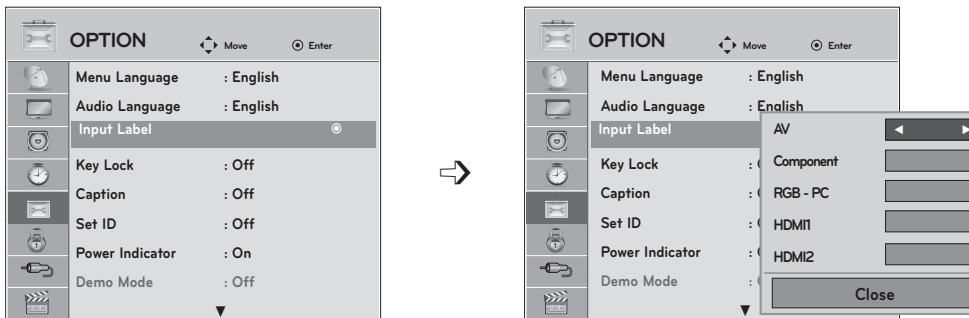 OPTION Move Enter
Menu Language : English
Audio Language : English
Input Label
Key Lock : Off
Caption : Off
Set ID : Off
Power Indicator : On
Demo Mode : Off
OPTION Move Enter
Menu Language : English
Audio Language : English
Input Label
Key Lock :
Caption :
Set ID
Power Indicator :
Demo Mode :
AV
Component
RGB - PC
HDMI1
HDMI2
Close